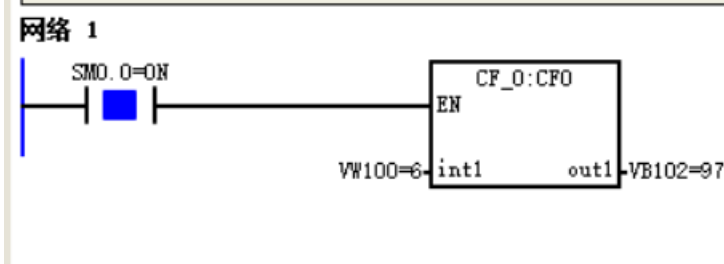 网络 1
SM0.0=ON
CF_0:CF0
EN
VW100=6 int1 out1 VB102=97